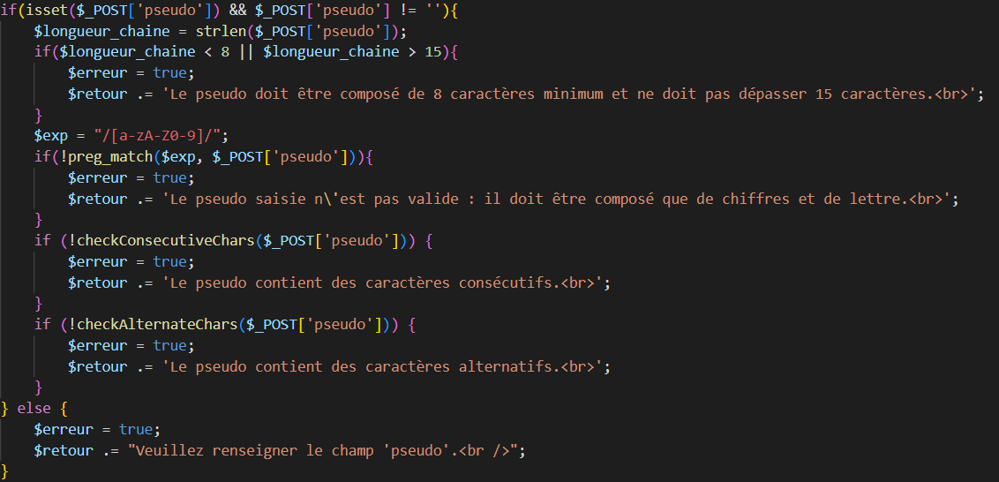 if(isset($_POST['pseudo']) && $_POST['pseudo'] != ''){
    $longueur_chaine = strlen($_POST['pseudo']);
    if($longueur_chaine < 8 || $longueur_chaine > 15){
        $erreur = true;
        $retour .= 'Le pseudo doit être composé de 8 caractères minimum et ne doit pas dépasser 15 caractères.<br>';
    }
    $exp = "/[a-zA-Z0-9]/";
    if(!preg_match($exp, $_POST['pseudo'])){
        $erreur = true;
        $retour .= 'Le pseudo saisie n\'est pas valide : il doit être composé que de chiffres et de lettre.<br>';
    }
    if (!checkConsecutiveChars($_POST['pseudo'])) {
        $erreur = true;
        $retour .= 'Le pseudo contient des caractères consécutifs.<br>';
    }
    if (!checkAlternateChars($_POST['pseudo'])) {
        $erreur = true;
        $retour .= 'Le pseudo contient des caractères alternatifs.<br>';
    }
} else {
    $erreur = true;
    $retour .= "Veuillez renseigner le champ 'pseudo'.<br />";
}